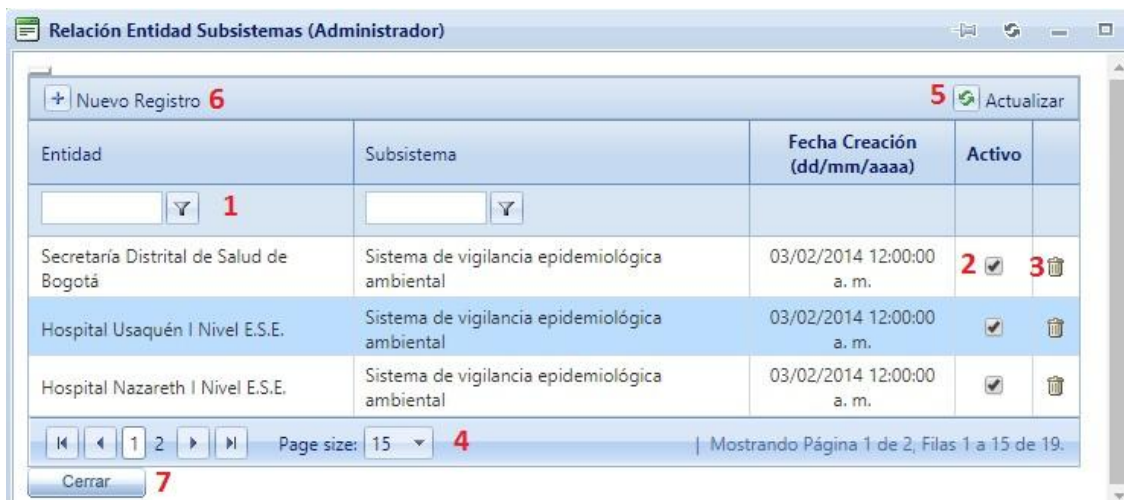 Relación Entidad Subsistemas (Administrador)
Nuevo Registro 6
5 Actualizar
Entidad Subsistema Fecha Creación (dd/mm/aaaa) Activo
1
Secretaría Distrital de Salud de Bogotá
Sistema de vigilancia epidemiológica ambiental
03/02/2014 12:00:00 a. m.
2 3
Hospital Usaquén I Nivel E.S.E.
Sistema de vigilancia epidemiológica ambiental
03/02/2014 12:00:00 a. m.
Hospital Nazareth I Nivel E.S.E.
Sistema de vigilancia epidemiológica ambiental
03/02/2014 12:00:00 a. m.
1 2 Page size: 15 4 | Mostrando Página 1 de 2, Filas 1 a 15 de 19.
Cerrar 7